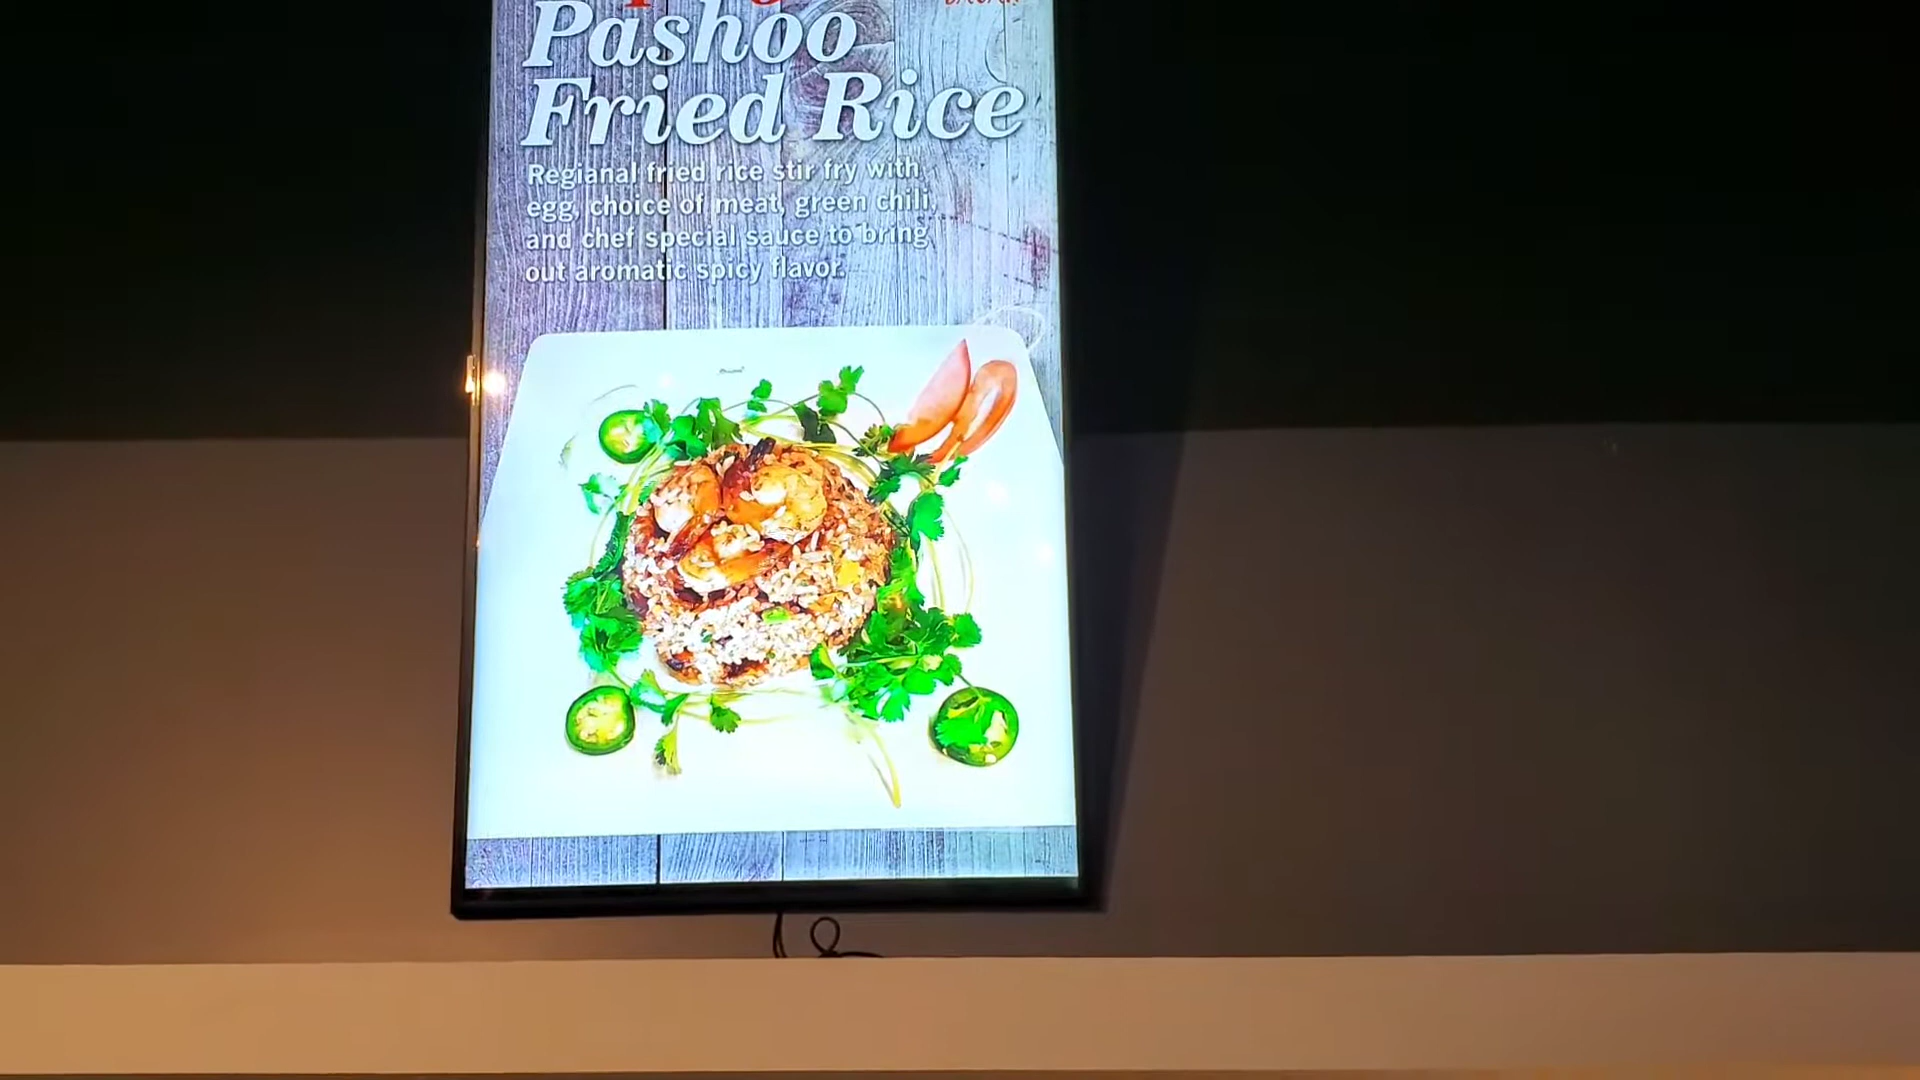 Pashoo
Fried Rice
Regianal fried rice stir fry with
egg, choice of meat, green chili,
and chef special sauce to bring
out aromatic spicy flavor.